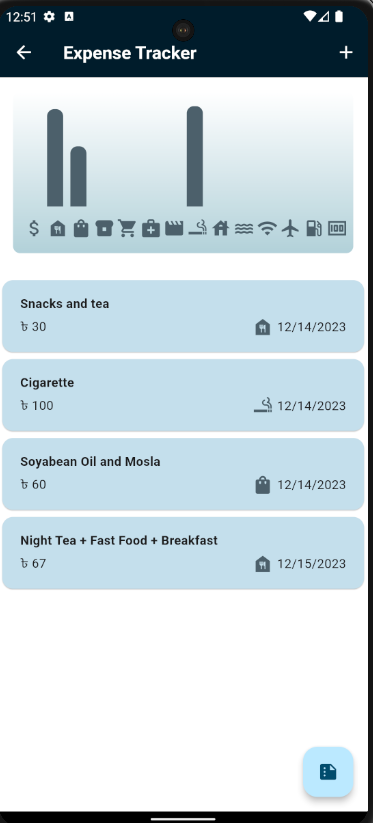 12:51
Expense Tracker
Snacks and tea
৳ 30
12/14/2023
Cigarette
৳ 100
12/14/2023
Soyabean Oil and Mosla
৳ 60
12/14/2023
Night Tea + Fast Food + Breakfast
৳ 67
12/15/2023